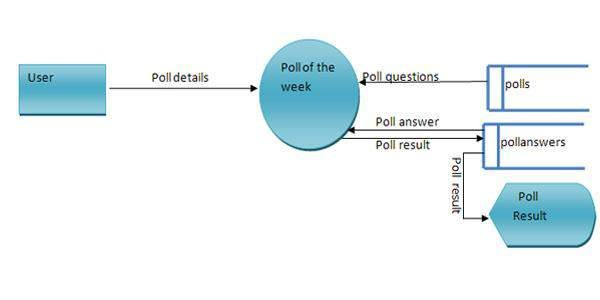 User
Poll details
Poll of the
week
Poll questions
polls
Poll answer
Poll result
pollanswers
Poll result
Poll
Result